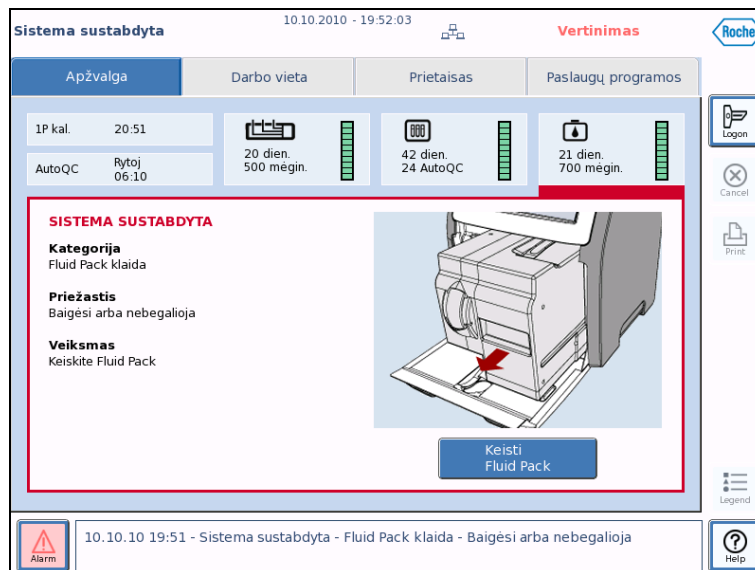 Sistema sustabdyta
10.10.2010 - 19:52:03
Vertinimas
Roche
Apžvalga
Darbo vieta
Prietaisas
Paslaugų programos
1P kal. 20:51
AutoQC Rytoj
06:10
20 dien.
500 mėgin.
42 dien.
24 AutoQC
21 dien.
700 mėgin.
Logon
Cancel
Print
SISTEMA SUSTABDYTA
Kategorija
Fluid Pack klaida
Priežastis
Baigėsi arba nebegalioja
Veiksmas
Keiskite Fluid Pack
Keisti
Fluid Pack
Legend
Alarm
10.10.10 19:51 - Sistema sustabdyta - Fluid Pack klaida - Baigėsi arba nebegalioja
Help